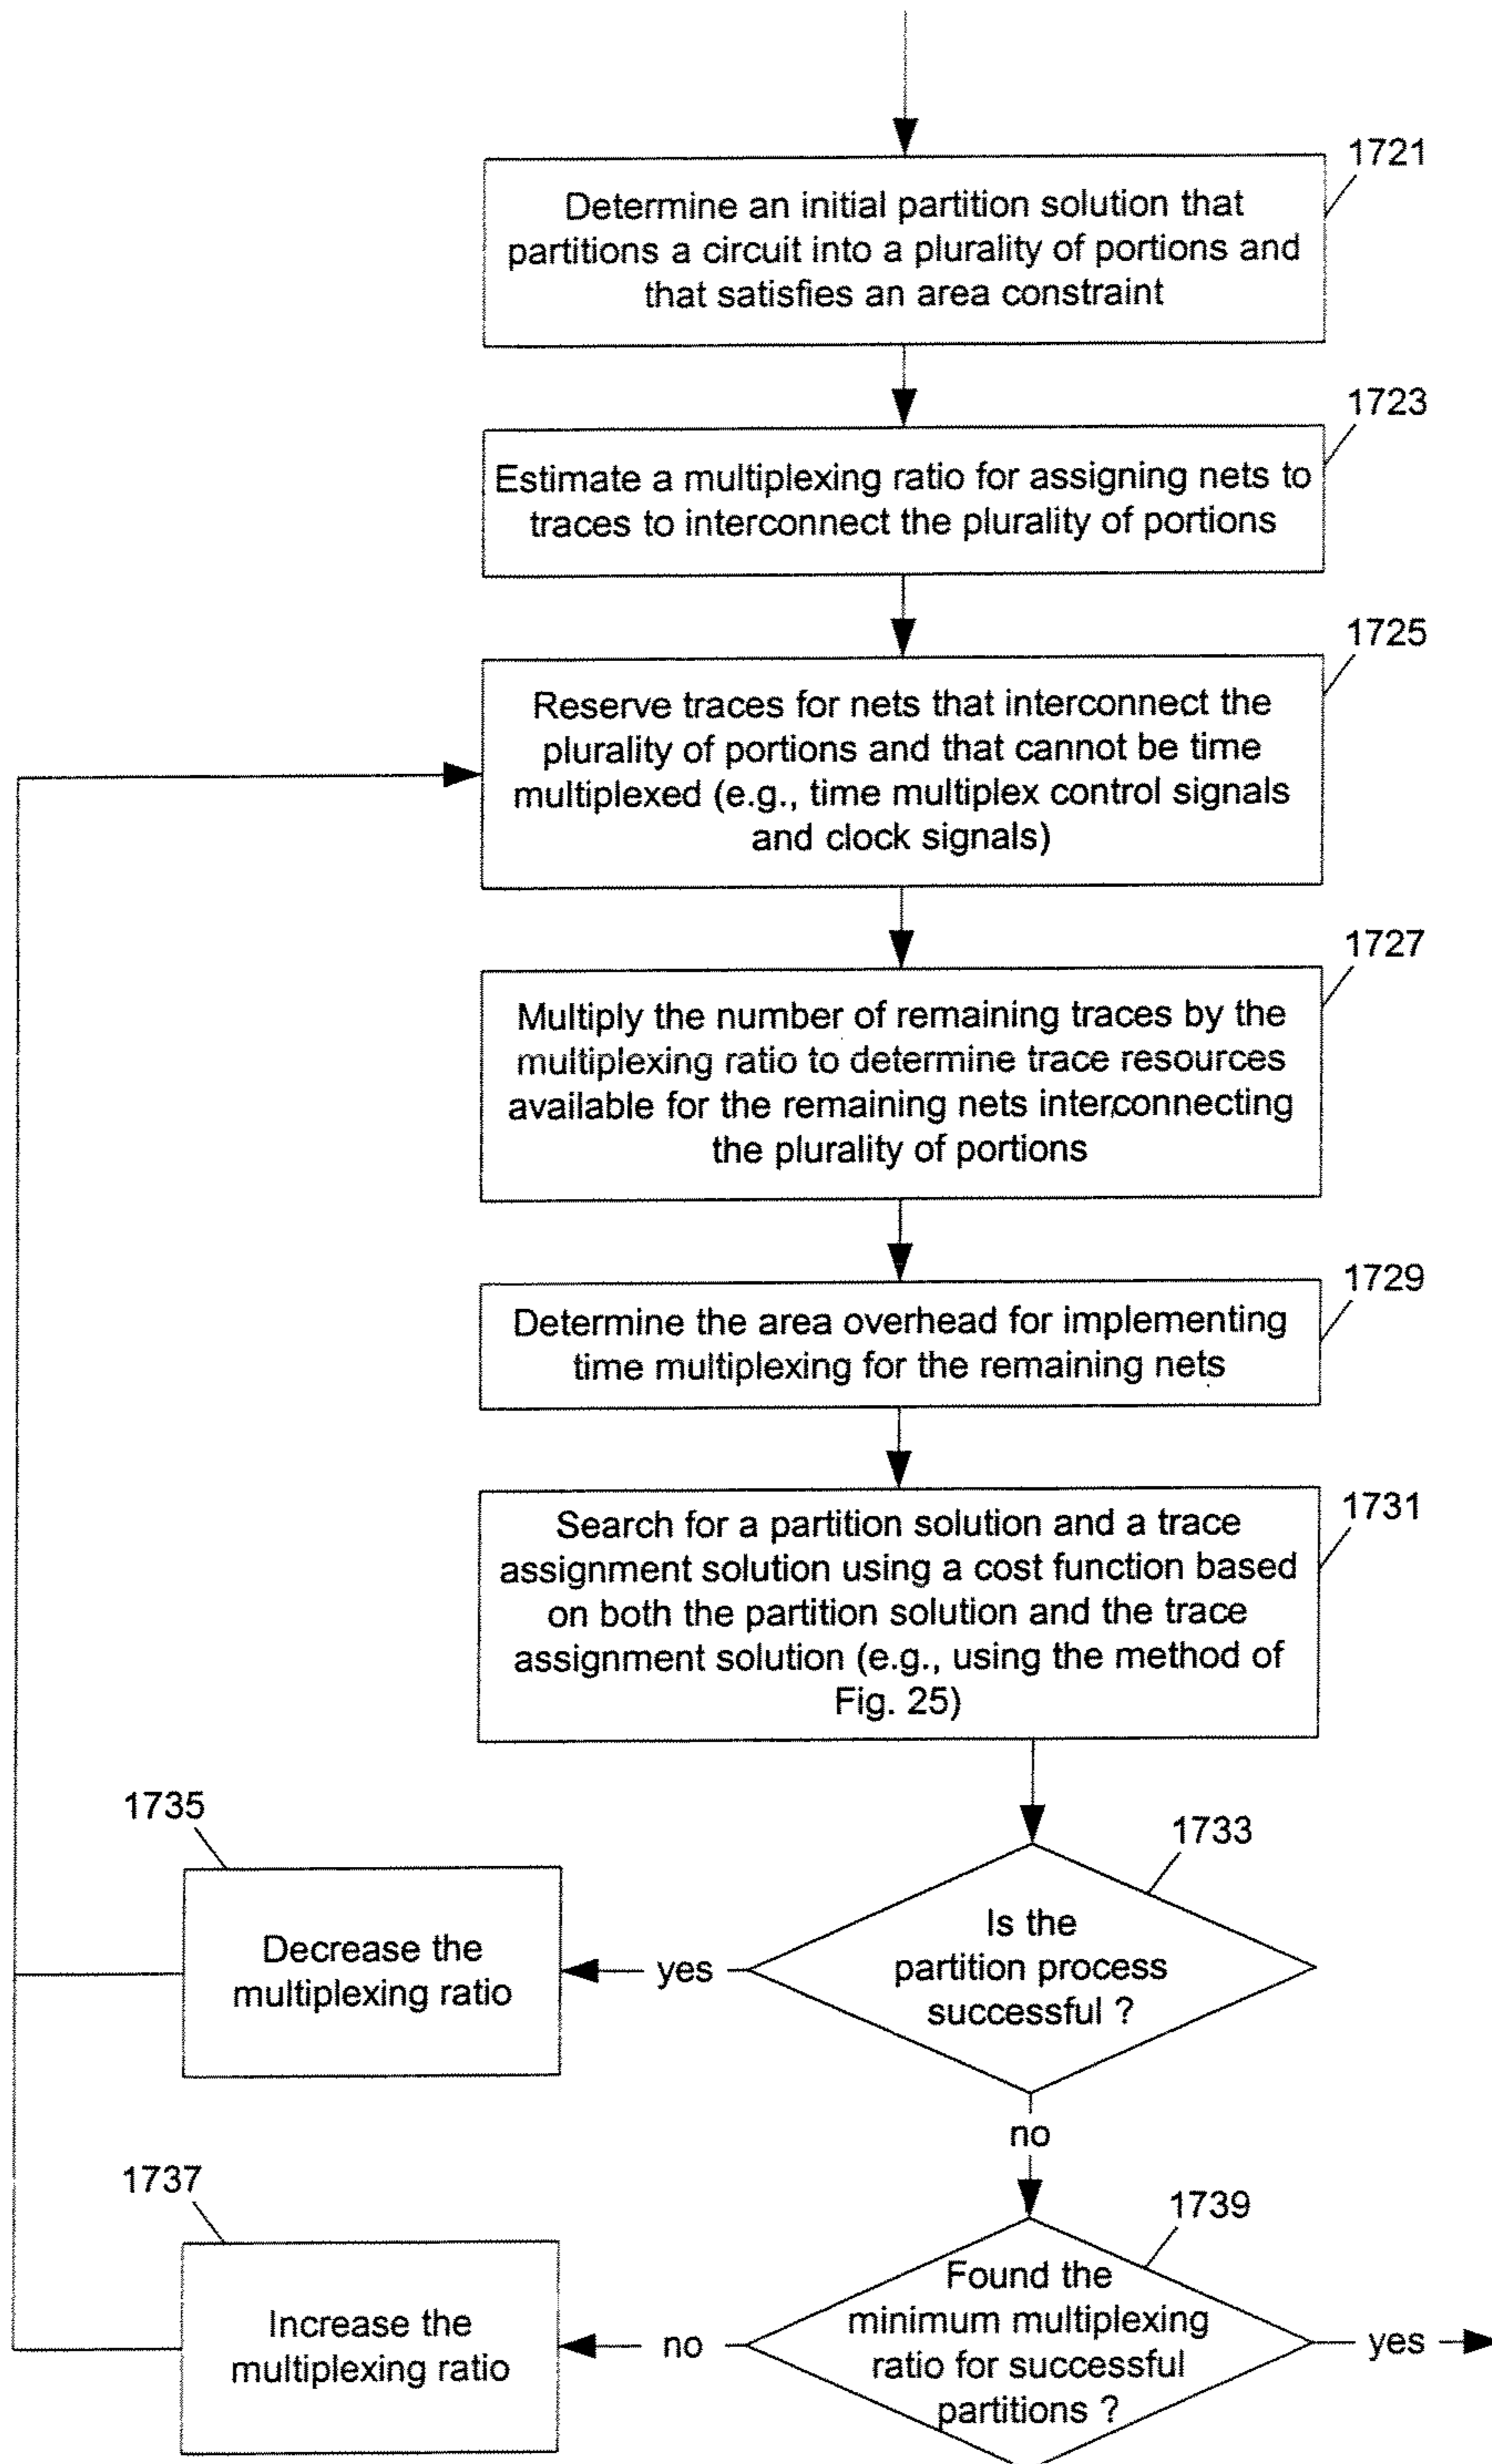 1721
Determine an initial partition solution that
partitions a circuit into a plurality of portions and
that satisfies an area constraint
1723
Estimate a multiplexing ratio for assigning nets to
traces to interconnect the plurality of portions
1725
Reserve traces for nets that interconnect the
plurality of portions and that cannot be time
multiplexed (e.g., time multiplex control signals
and clock signals)
1727
Multiply the number of remaining traces by the
multiplexing ratio to determine trace resources
available for the remaining nets interconnecting
the plurality of portions
1729
Determine the area overhead for implementing
time multiplexing for the remaining nets
1731
Search for a partition solution and a trace
assignment solution using a cost function based
on both the partition solution and the trace
assignment solution (e.g., using the method of
Fig. 25)
1735
1733
Decrease the
multiplexing ratio
yes
Is the
partition process
successful ?
no
1737
1739
Increase the
multiplexing ratio
no
Found the
minimum multiplexing
ratio for successful
partitions ?
yes